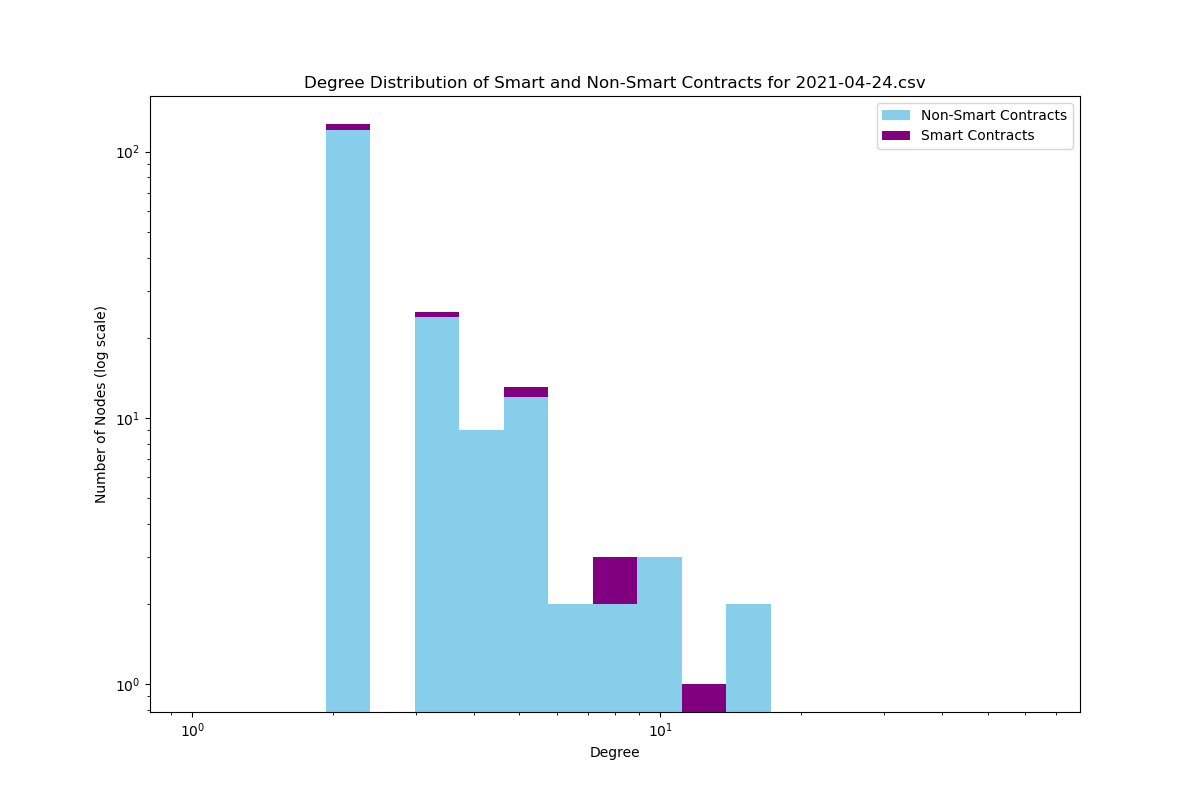 Degree Distribution of Smart and Non-Smart Contracts for 2021-04-24.csv
Non-Smart Contracts
Smart Contracts
Number of Nodes (log scale)
10²
10¹
10⁰
10⁰ 10¹
Degree